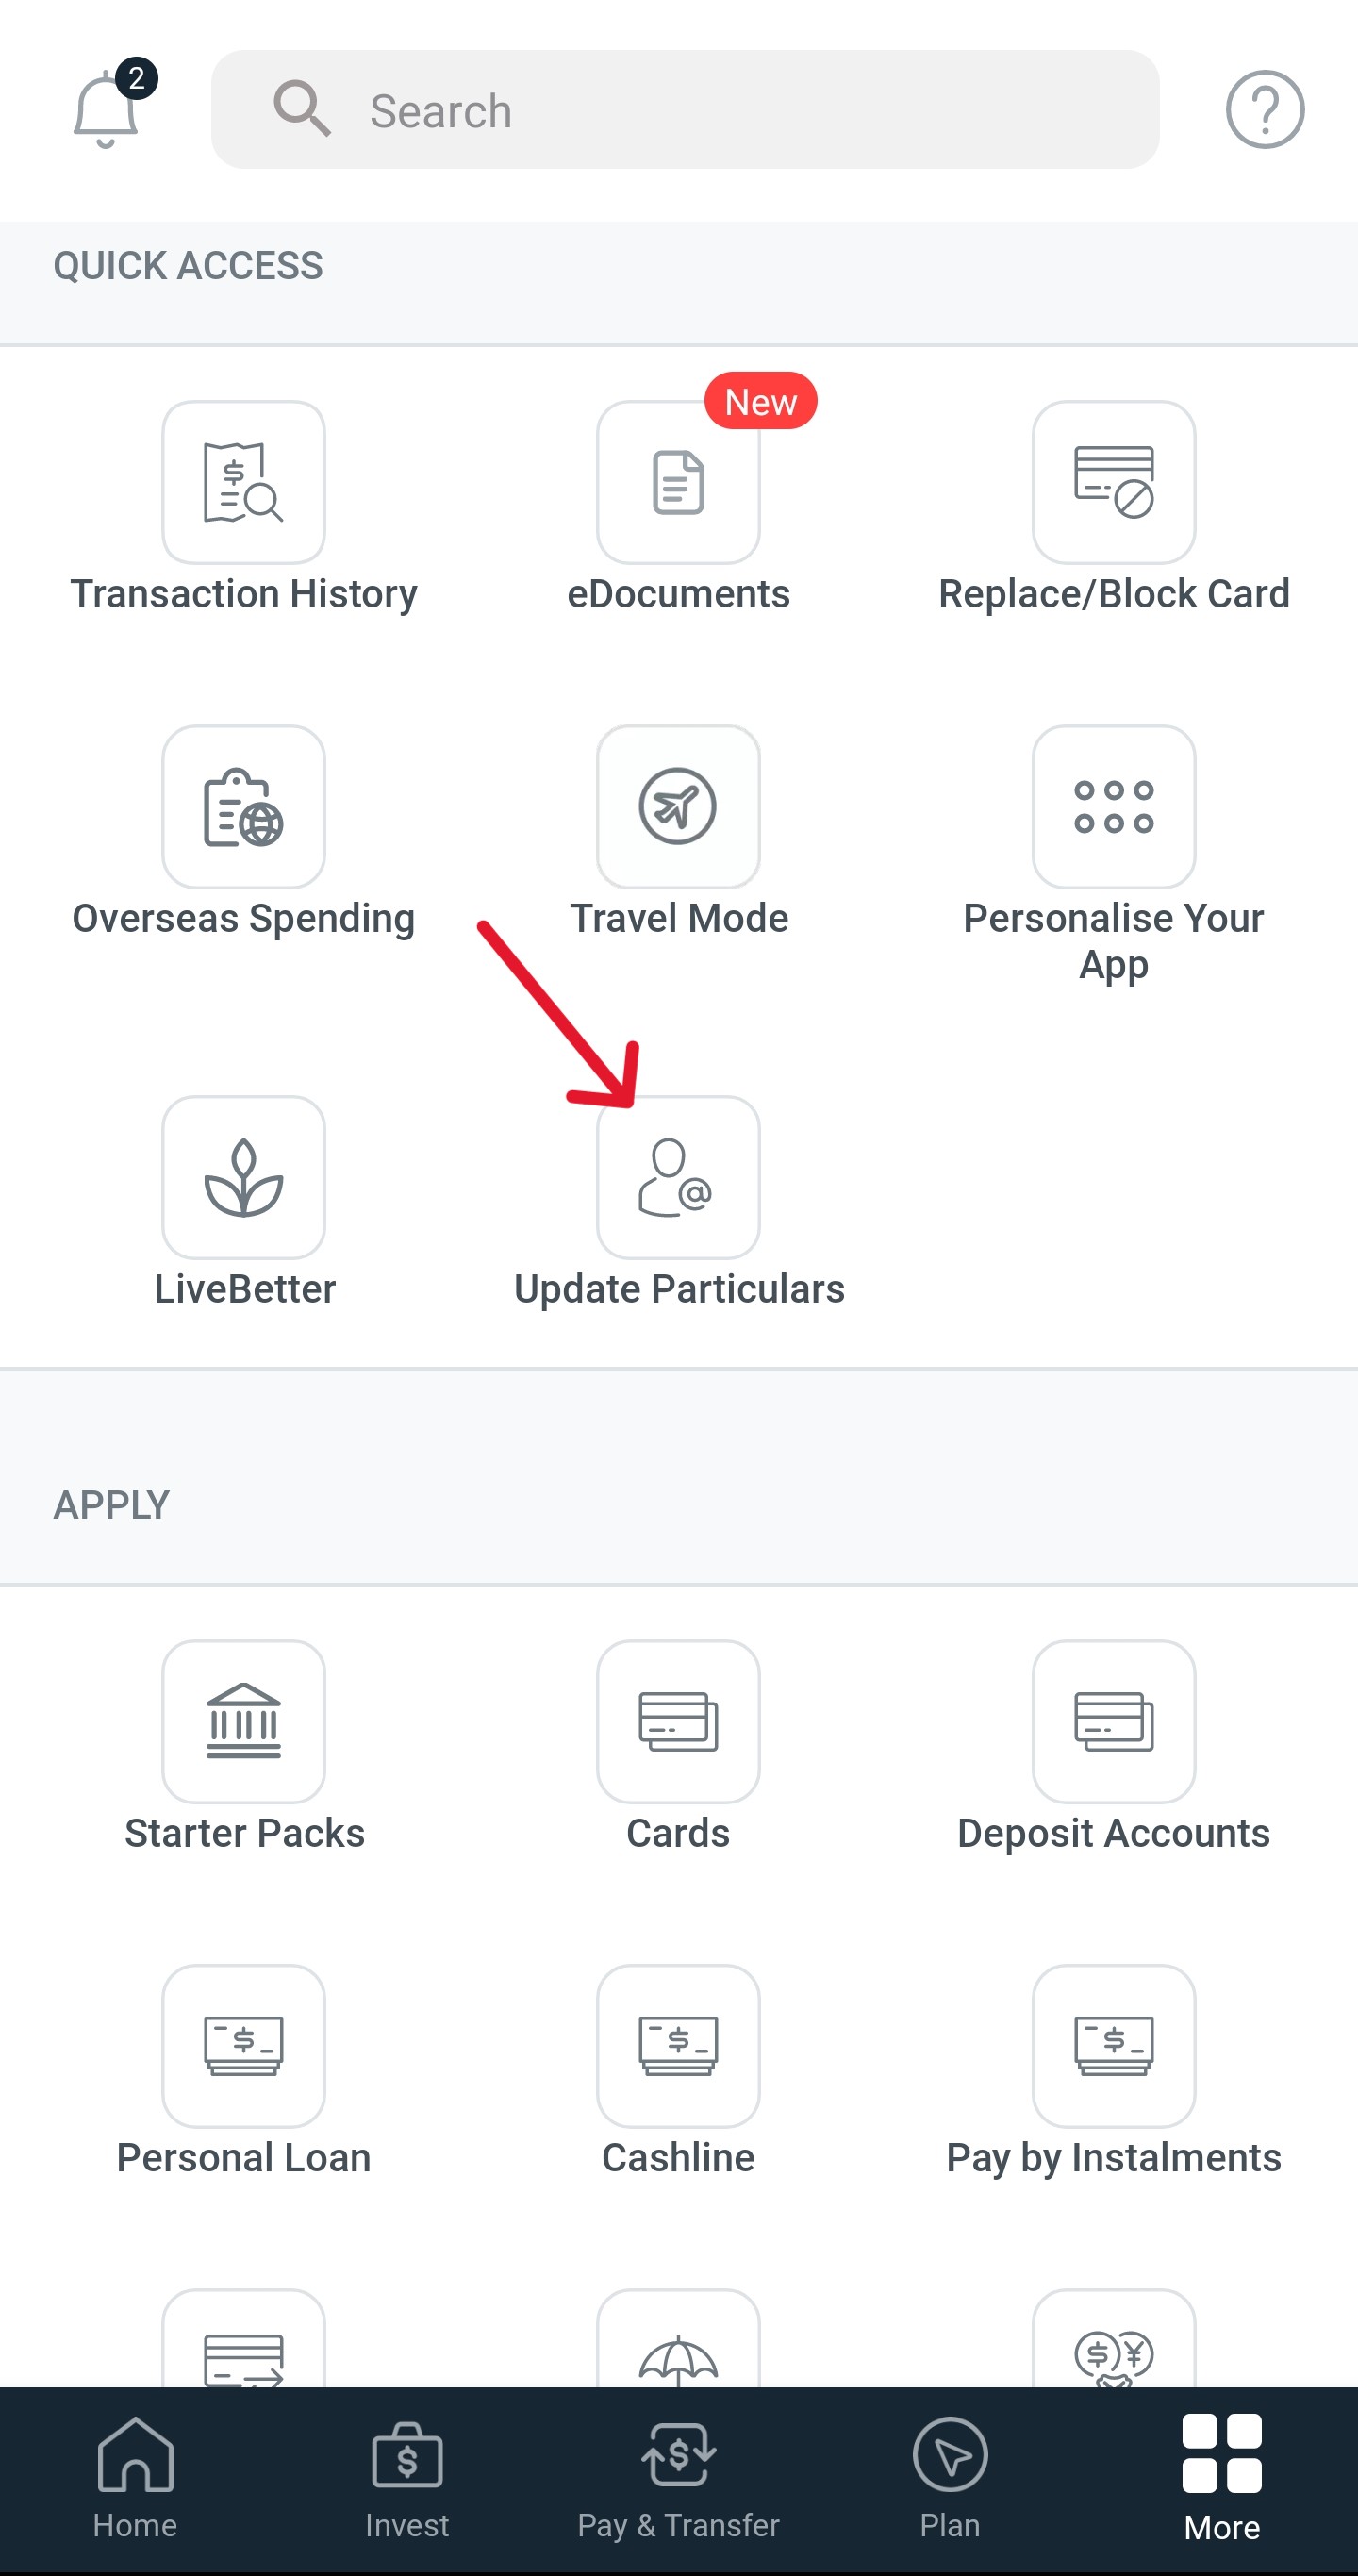 2
Search
QUICK ACCESS
New
Transaction History
eDocuments
Replace/Block Card
Overseas Spending
Travel Mode
Personalise Your
App
LiveBetter
Update Particulars
APPLY
Starter Packs
Cards
Deposit Accounts
Personal Loan
Cashline
Pay by Instalments
Home
Invest
Pay & Transfer
Plan
More